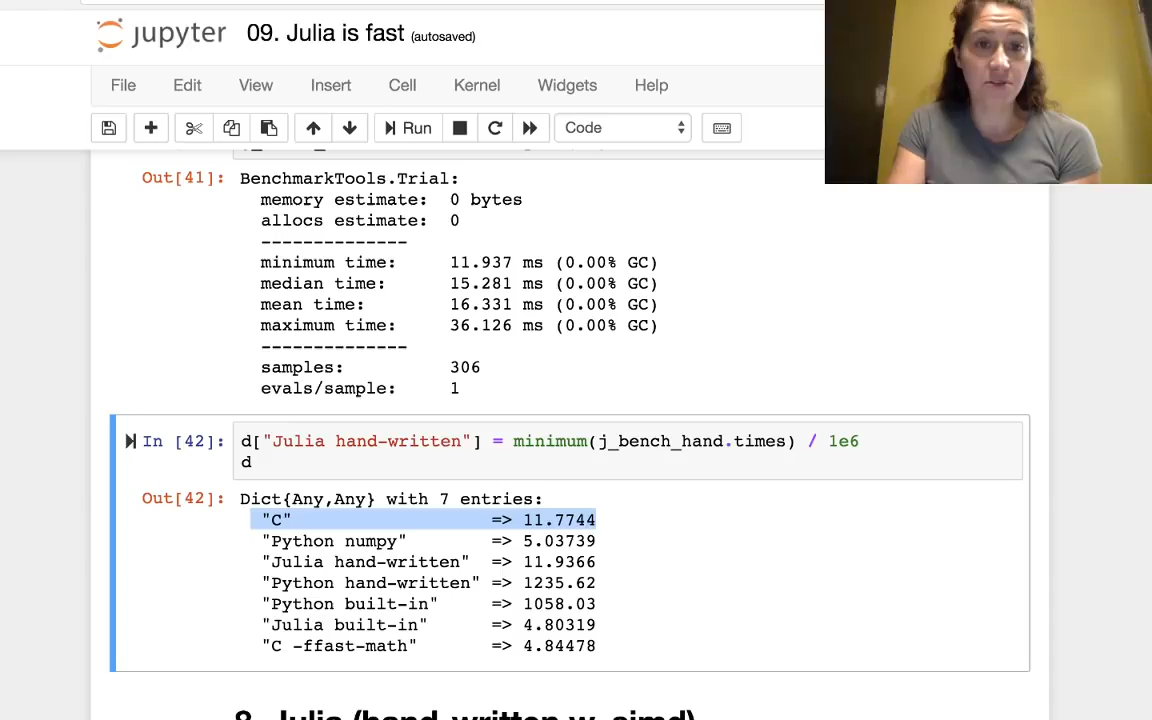 jupyter 09. Julia is fast (autosaved)
File Edit View Insert Cell Kernel Widgets Help
Run Code
Out[41]: BenchmarkTools.Trial:
memory estimate: 0 bytes
allocs estimate: 0
--------------
minimum time: 11.937 ms (0.00% GC)
median time: 15.281 ms (0.00% GC)
mean time: 16.331 ms (0.00% GC)
maximum time: 36.126 ms (0.00% GC)
--------------
samples: 306
evals/sample: 1
In [42]: d["Julia hand-written"] = minimum(j_bench_hand.times) / 1e6
d
Out[42]: Dict{Any,Any} with 7 entries:
"C" => 11.7744
"Python numpy" => 5.03739
"Julia hand-written" => 11.9366
"Python hand-written" => 1235.62
"Python built-in" => 1058.03
"Julia built-in" => 4.80319
"C -ffast-math" => 4.84478
8. Julia (hand-written w. simd)